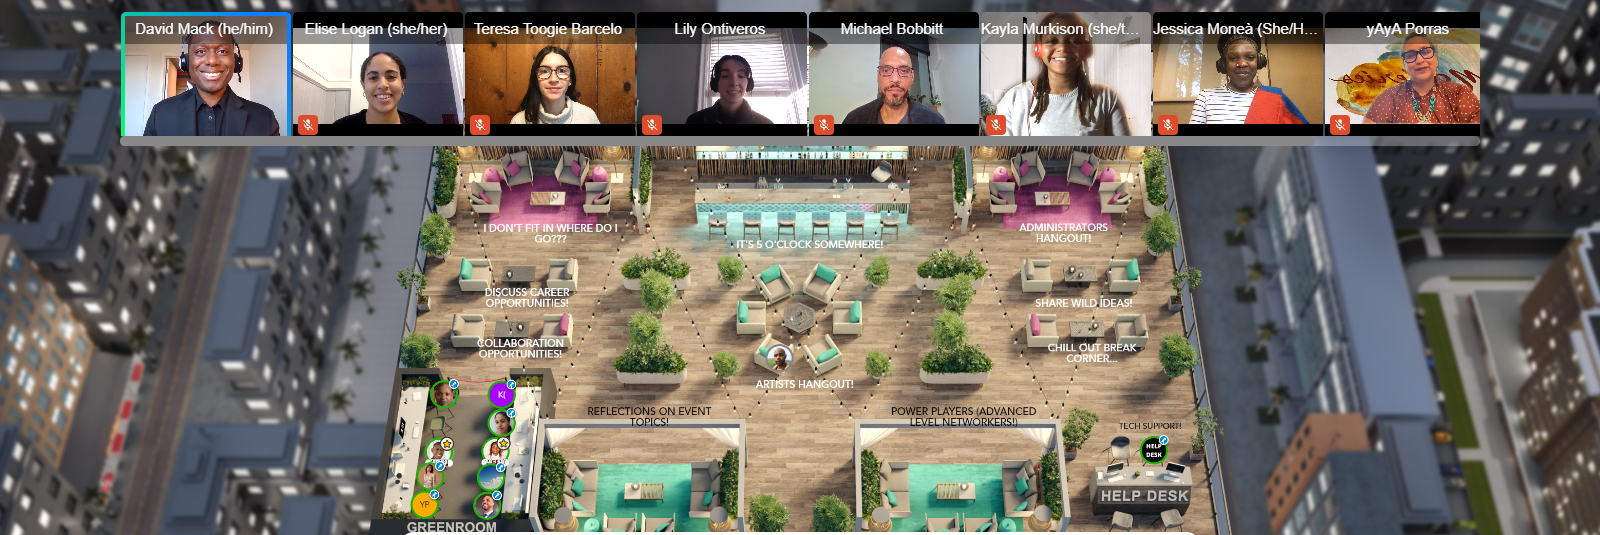 David Mack (he/him)
Elise Logan (she/her)
Teresa Toogie Barcelo
Lily Ontiveros
Michael Bobbitt
Kayla Murkison (she/t...
Jessica Moneà (She/H...
yAyA Porras
I DON'T FIT IN WHERE DO I
GO???
IT'S 5 O'CLOCK SOMEWHERE!
ADMINISTRATORS
HANGOUT!
DISCUSS CAREER
OPPORTUNITIES!
SHARE WILD IDEAS!
COLLABORATION
OPPORTUNITIES!
CHILL OUT BREAK
CORNER...
ARTISTS HANGOUT!
K(
REFLECTIONS ON EVENT
TOPICS!
POWER PLAYERS (ADVANCED
LEVEL NETWORKERS!)
TECH SUPPORT!
HELP
DESK
YP
HELP DESK
GREENROOM